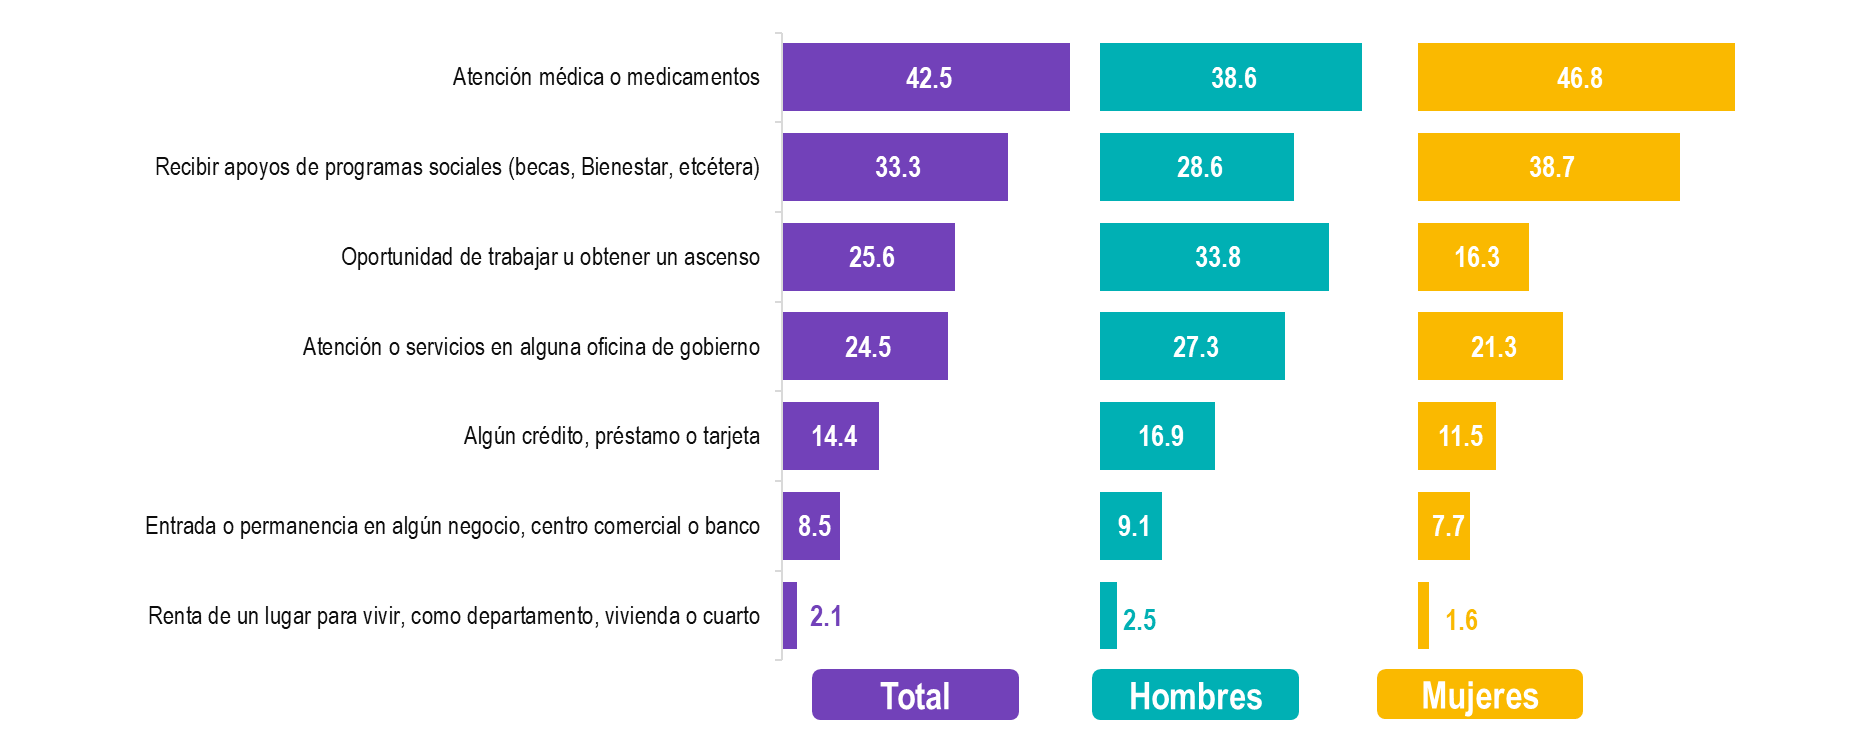 Atención médica o medicamentos 42.5 38.6 46.8
Recibir apoyos de programas sociales (becas, Bienestar, etcétera) 33.3 28.6 38.7
Oportunidad de trabajar u obtener un ascenso 25.6 33.8 16.3
Atención o servicios en alguna oficina de gobierno 24.5 27.3 21.3
Algún crédito, préstamo o tarjeta 14.4 16.9 11.5
Entrada o permanencia en algún negocio, centro comercial o banco 8.5 9.1 7.7
Renta de un lugar para vivir, como departamento, vivienda o cuarto 2.1 2.5 1.6
Total Hombres Mujeres